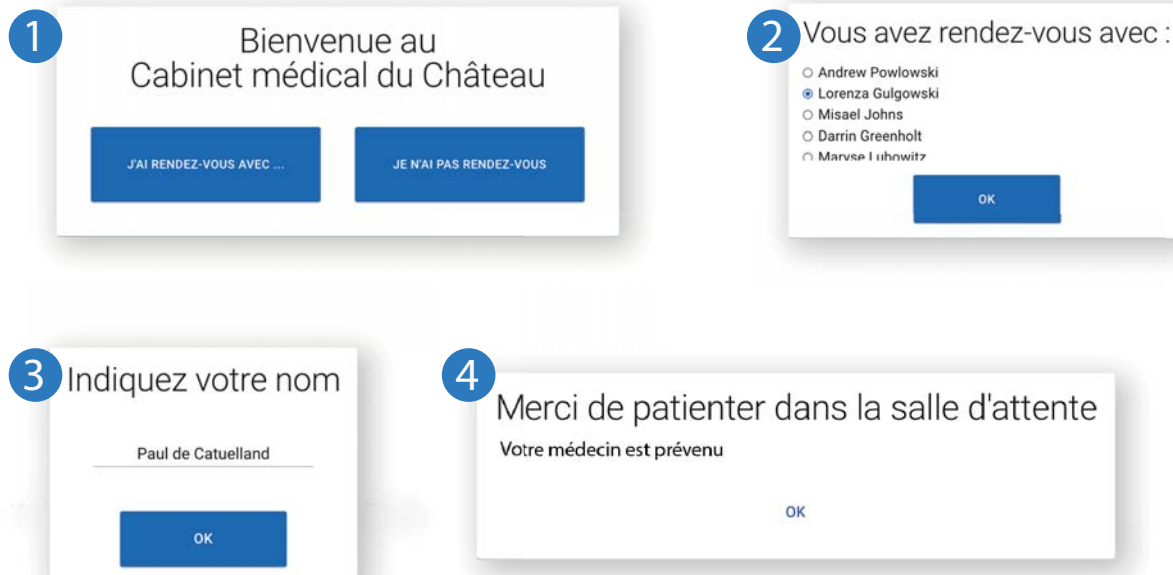 1
Bienvenue au
Cabinet médical du Château
J'AI RENDEZ-VOUS AVEC ...
JE N'AI PAS RENDEZ-VOUS
2
Vous avez rendez-vous avec :
Andrew Powlowski
Lorenza Gulgowski
Misael Johns
Darrin Greenholt
Maryse Lubowitz
OK
3
Indiquez votre nom
Paul de Catuelland
OK
4
Merci de patienter dans la salle d'attente
Votre médecin est prévenu
OK